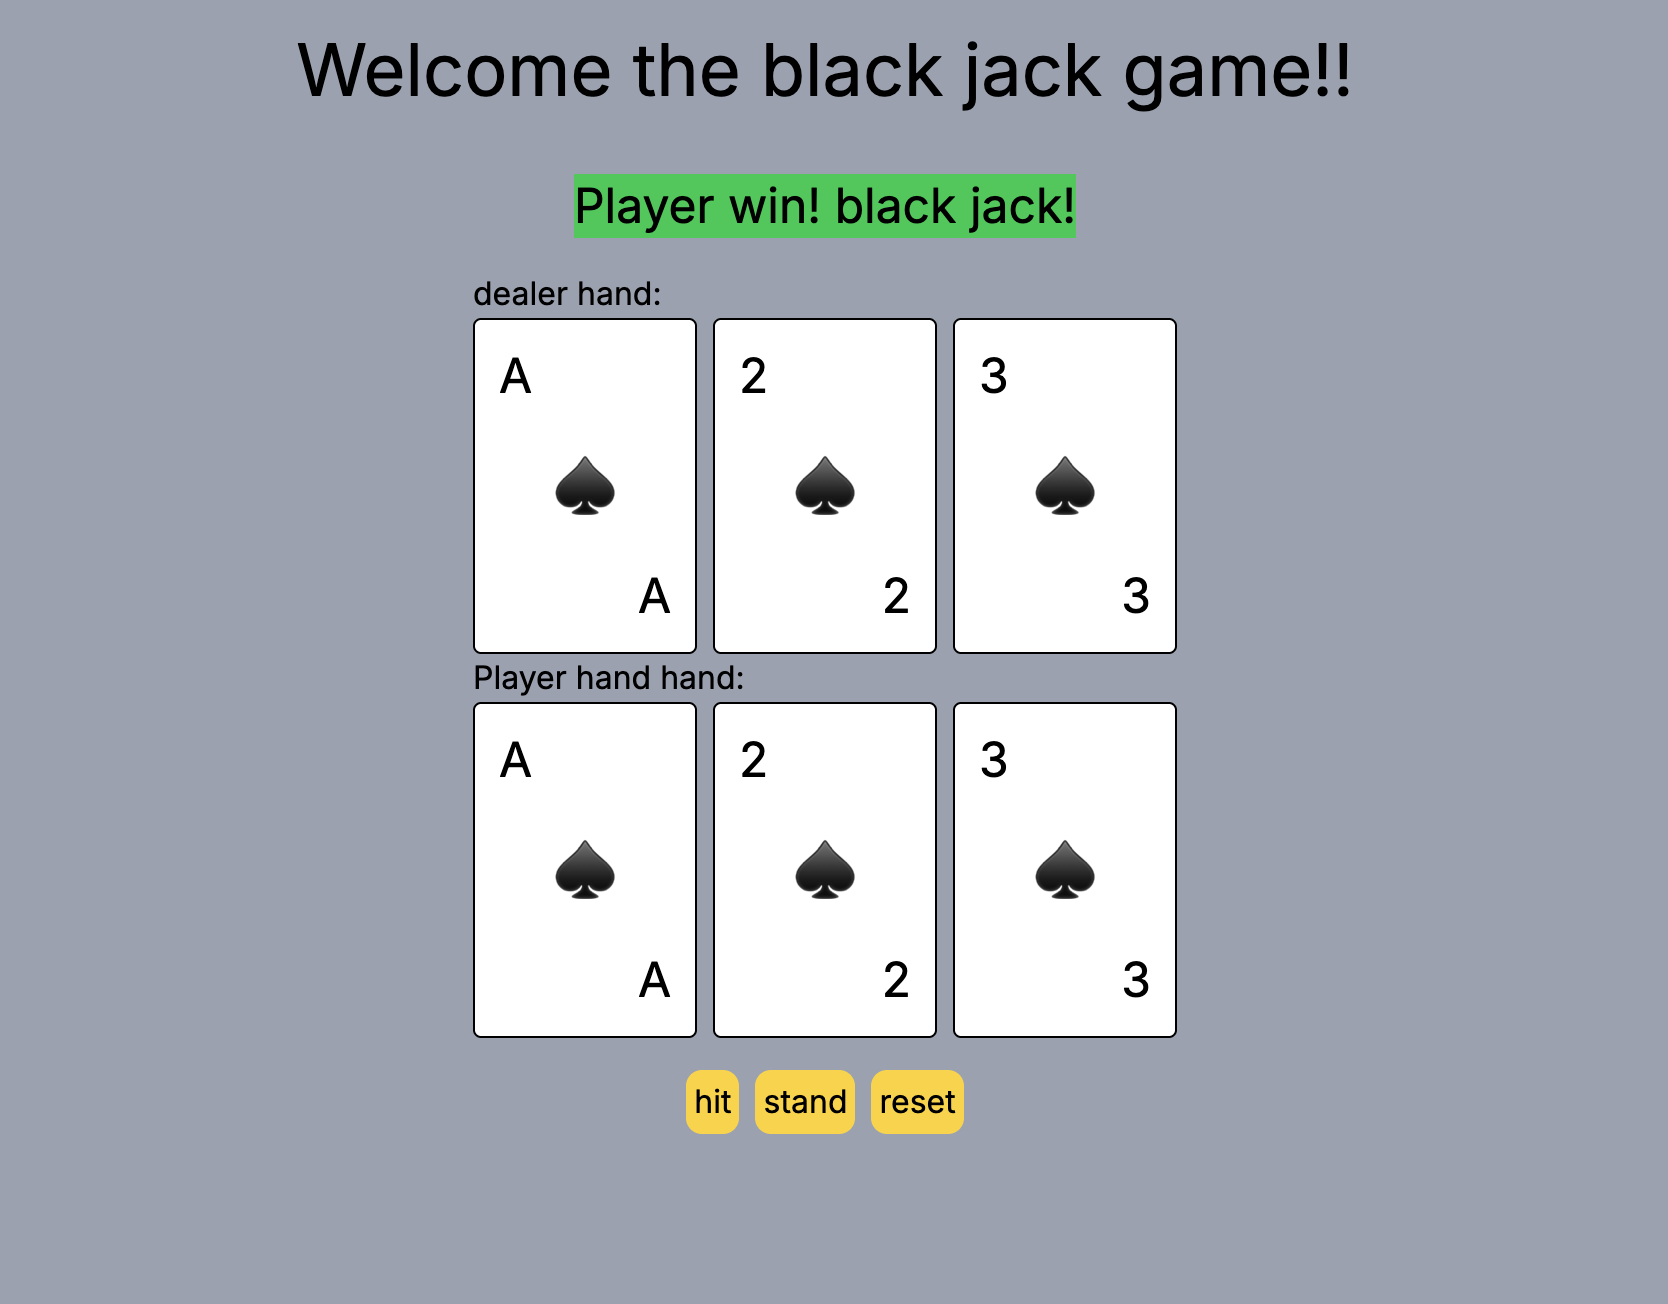 Welcome the black jack game!!
Player win! black jack!
dealer hand:
A 2 3
A 2 3
Player hand hand:
A 2 3
A 2 3
hit stand reset